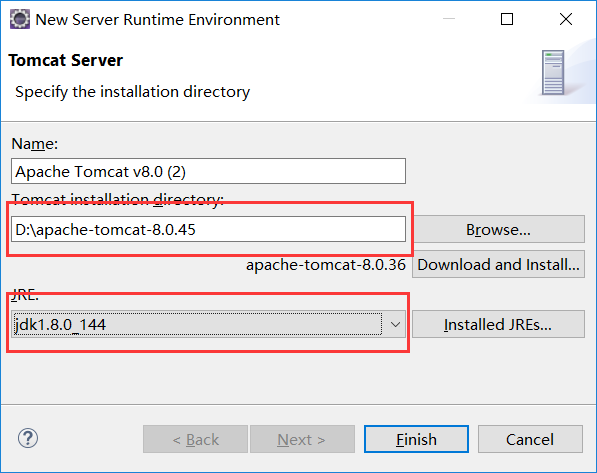 New Server Runtime Environment
Tomcat Server
Specify the installation directory
Name:
Apache Tomcat v8.0 (2)
Tomcat installation directory:
D:\apache-tomcat-8.0.45
Browse...
apache-tomcat-8.0.36
Download and Install...
JRE:
jdk1.8.0_144
Installed JREs...
?
< Back
Next >
Finish
Cancel